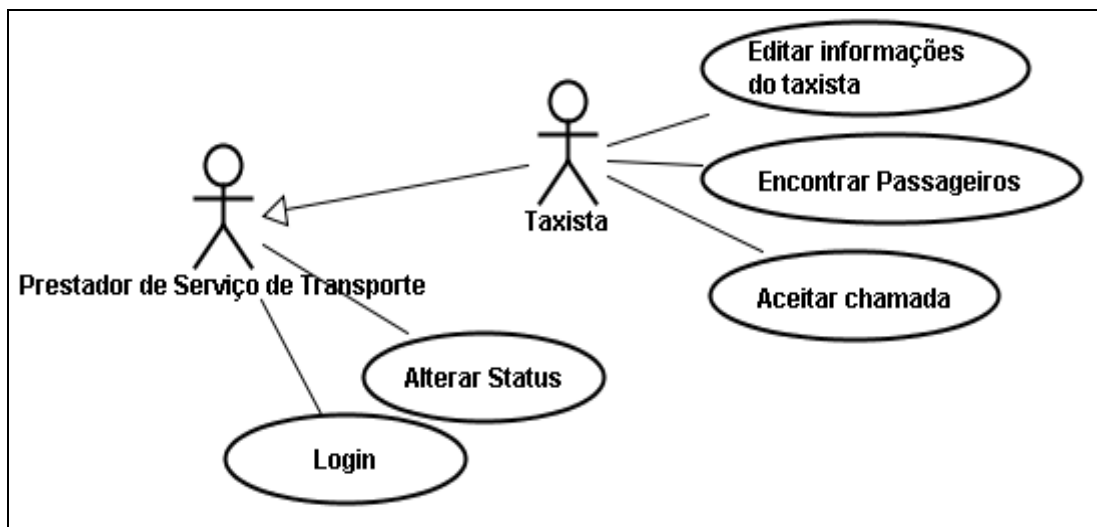 Editar informações
do taxista
Encontrar Passageiros
Taxista
Prestador de Serviço de Transporte
Aceitar chamada
Alterar Status
Login